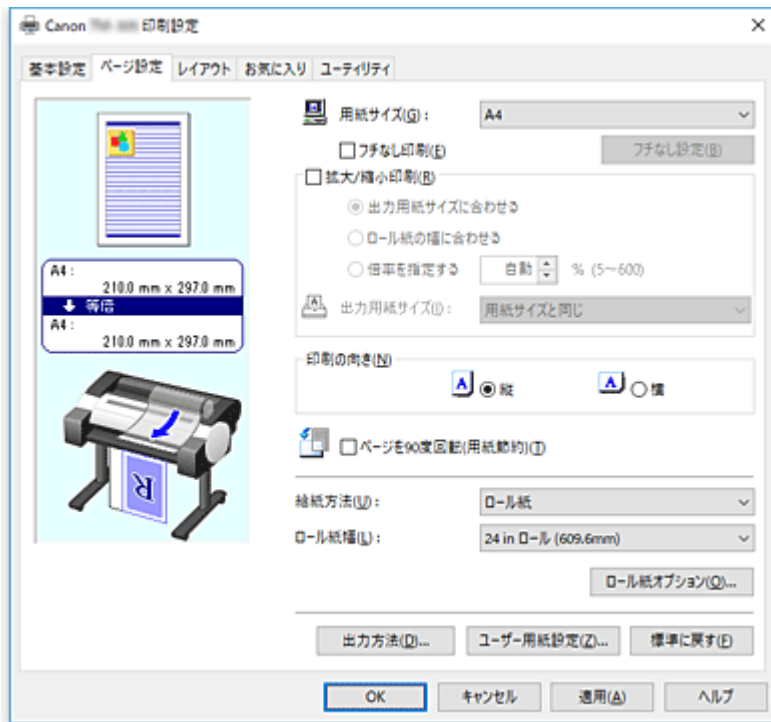 Canon 印刷設定
基本設定 ページ設定 レイアウト お気に入り ユーティリティ
用紙サイズ(G): A4
フチなし印刷(E) フチなし設定(B)
拡大/縮小印刷(R)
出力用紙サイズに合わせる
ロール紙の幅に合わせる
倍率を指定する 自動 % (5~600)
出力用紙サイズ(I): 用紙サイズと同じ
A4:
210.0 mm x 297.0 mm
等倍
A4:
210.0 mm x 297.0 mm
R
印刷の向き(N)
A 縦 A 横
ページを90度回転(用紙節約)(T)
給紙方法(U): ロール紙
ロール紙幅(L): 24 in ロール (609.6mm)
ロール紙オプション(O)...
出力方法(D)... ユーザー用紙設定(Z)... 標準に戻す(F)
OK キャンセル 適用(A) ヘルプ